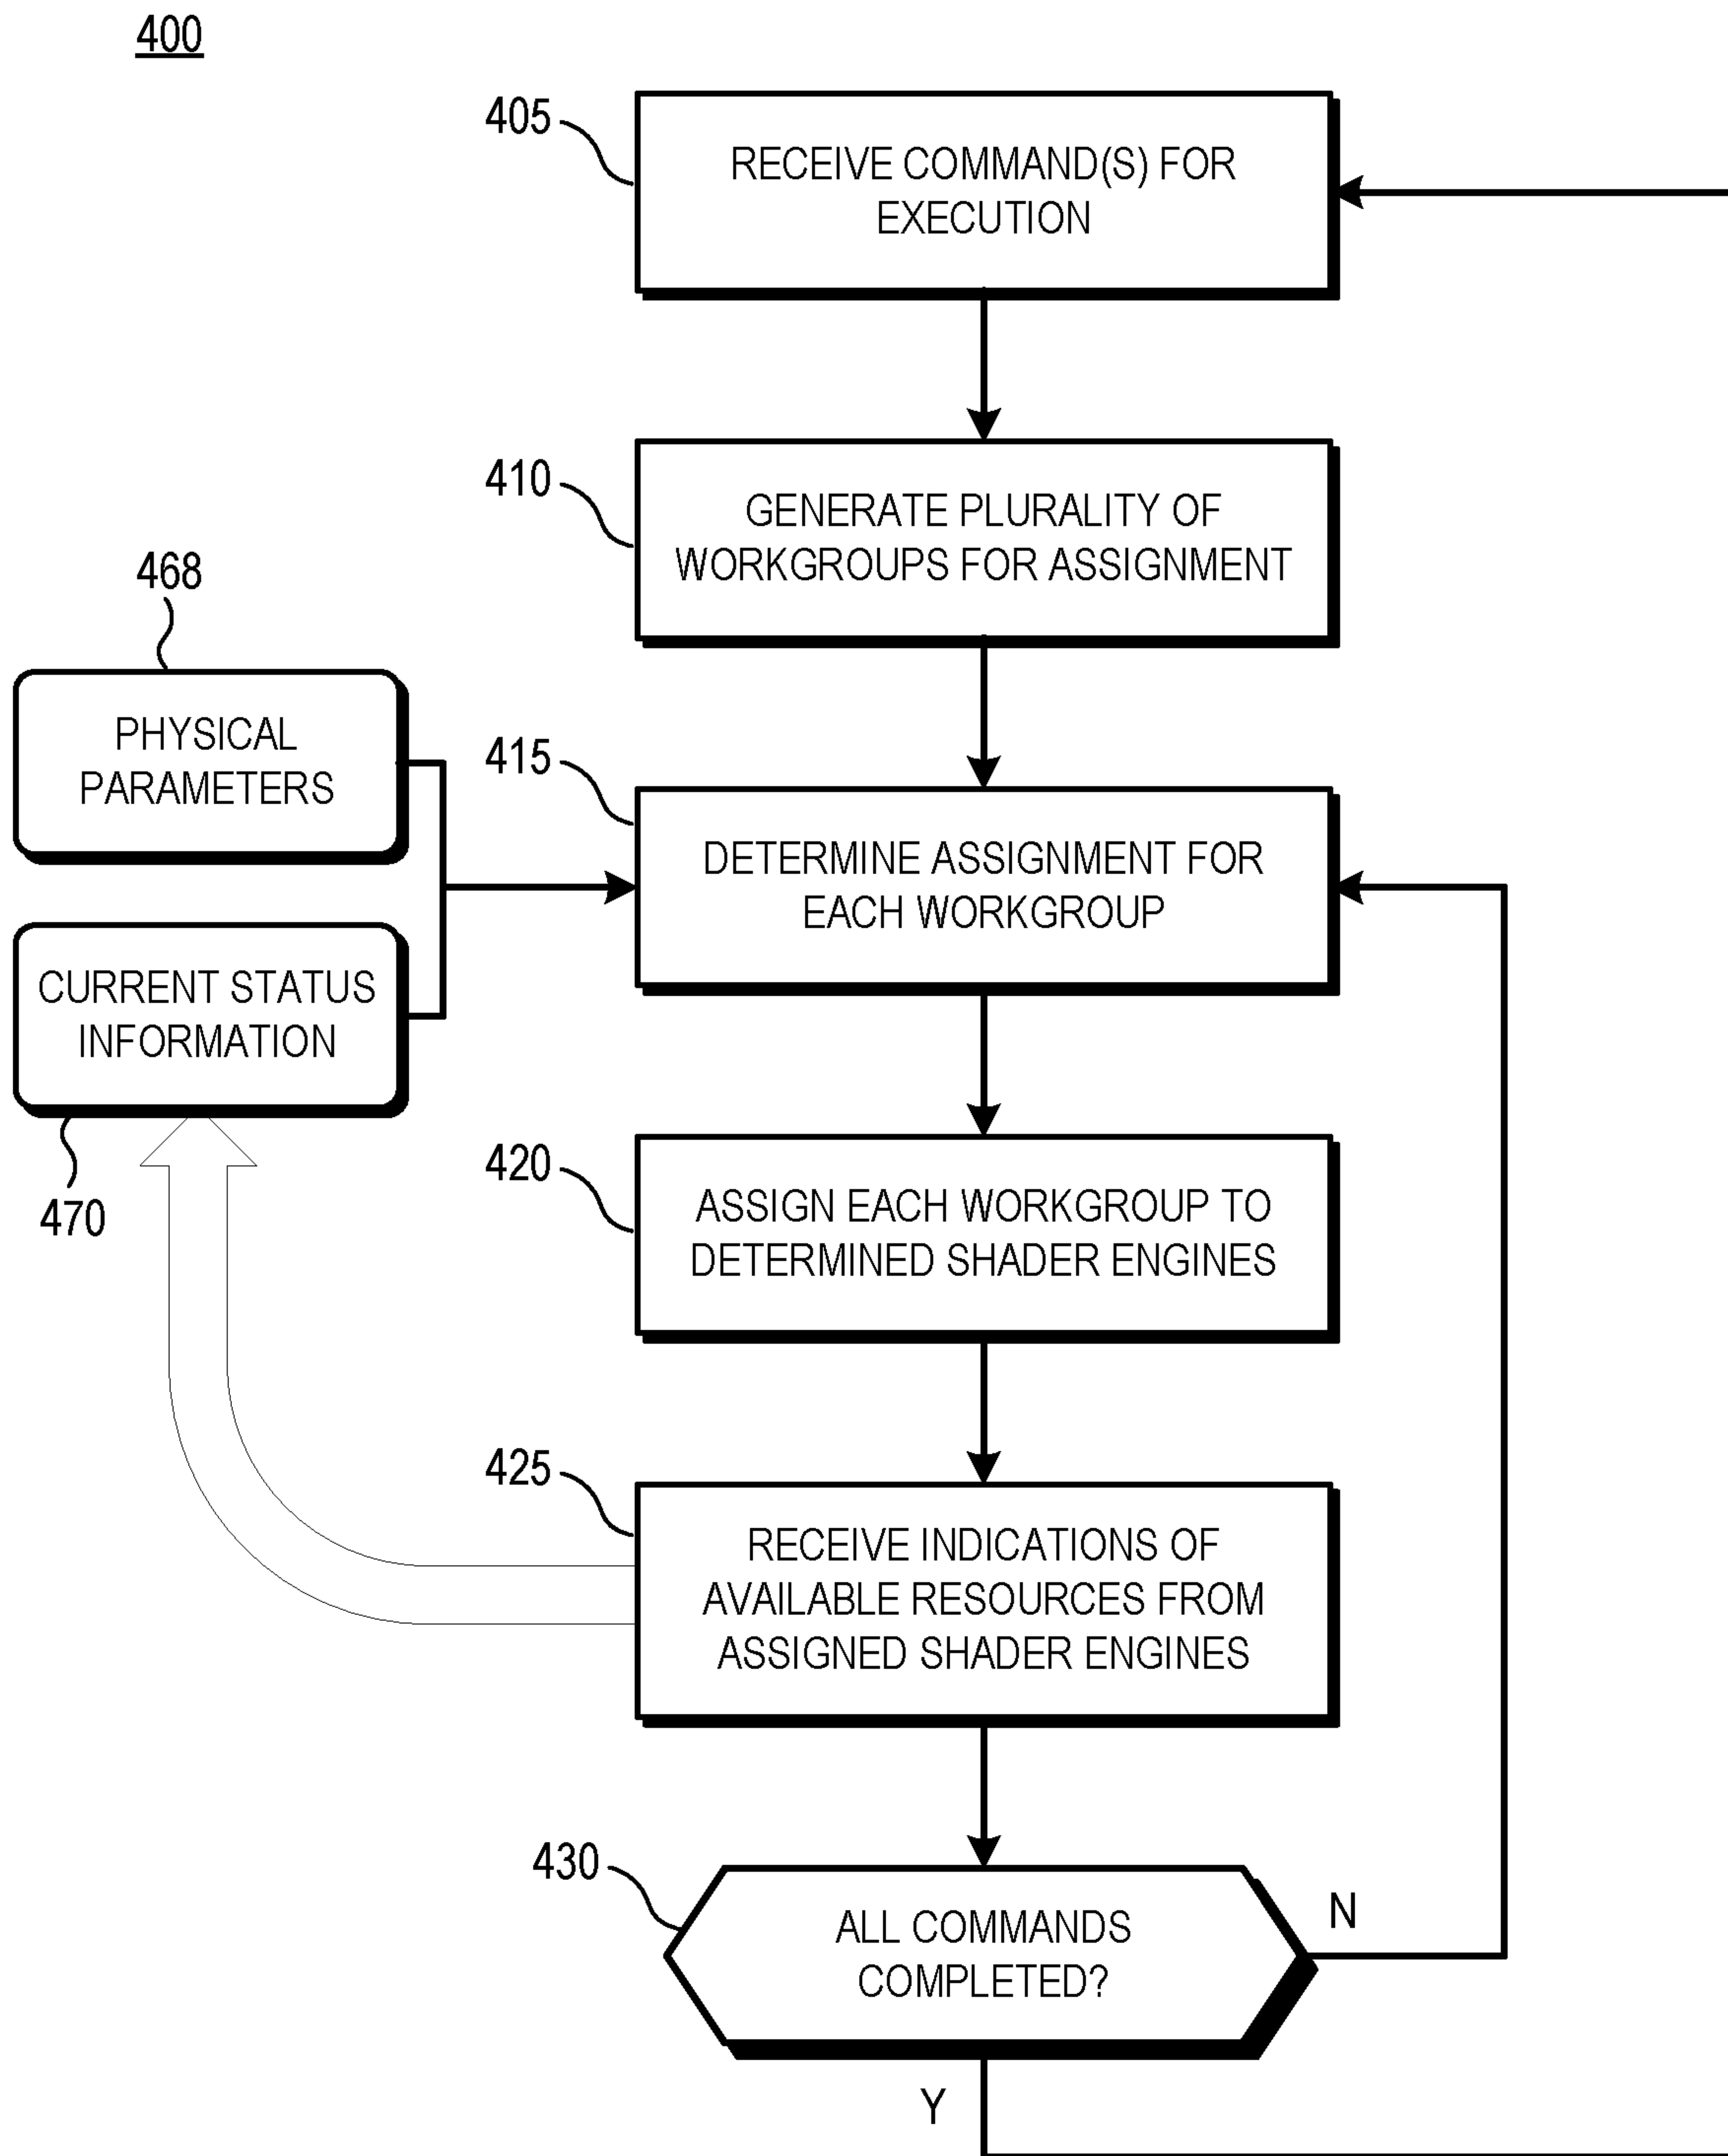 400
405
RECEIVE COMMAND(S) FOR
EXECUTION
410
GENERATE PLURALITY OF
WORKGROUPS FOR ASSIGNMENT
468
PHYSICAL
PARAMETERS
415
DETERMINE ASSIGNMENT FOR
EACH WORKGROUP
CURRENT STATUS
INFORMATION
470
420
ASSIGN EACH WORKGROUP TO
DETERMINED SHADER ENGINES
425
RECEIVE INDICATIONS OF
AVAILABLE RESOURCES FROM
ASSIGNED SHADER ENGINES
430
ALL COMMANDS
COMPLETED?
N
Y